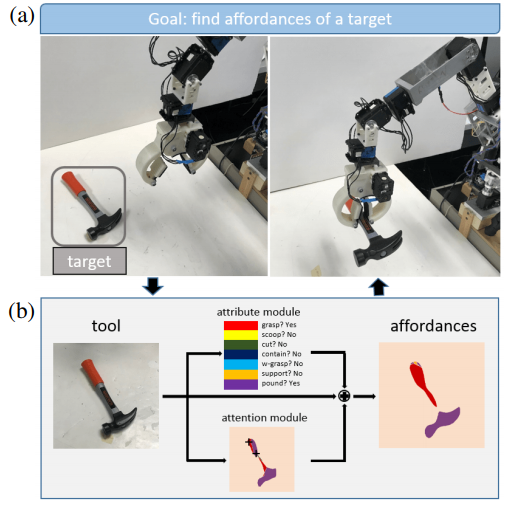 (a)
Goal: find affordances of a target
target
(b)
tool
attribute module
affordances
grasp? Yes
scoop? No
cut? No
contain? No
w-grasp? No
support? No
pound? Yes
attention module